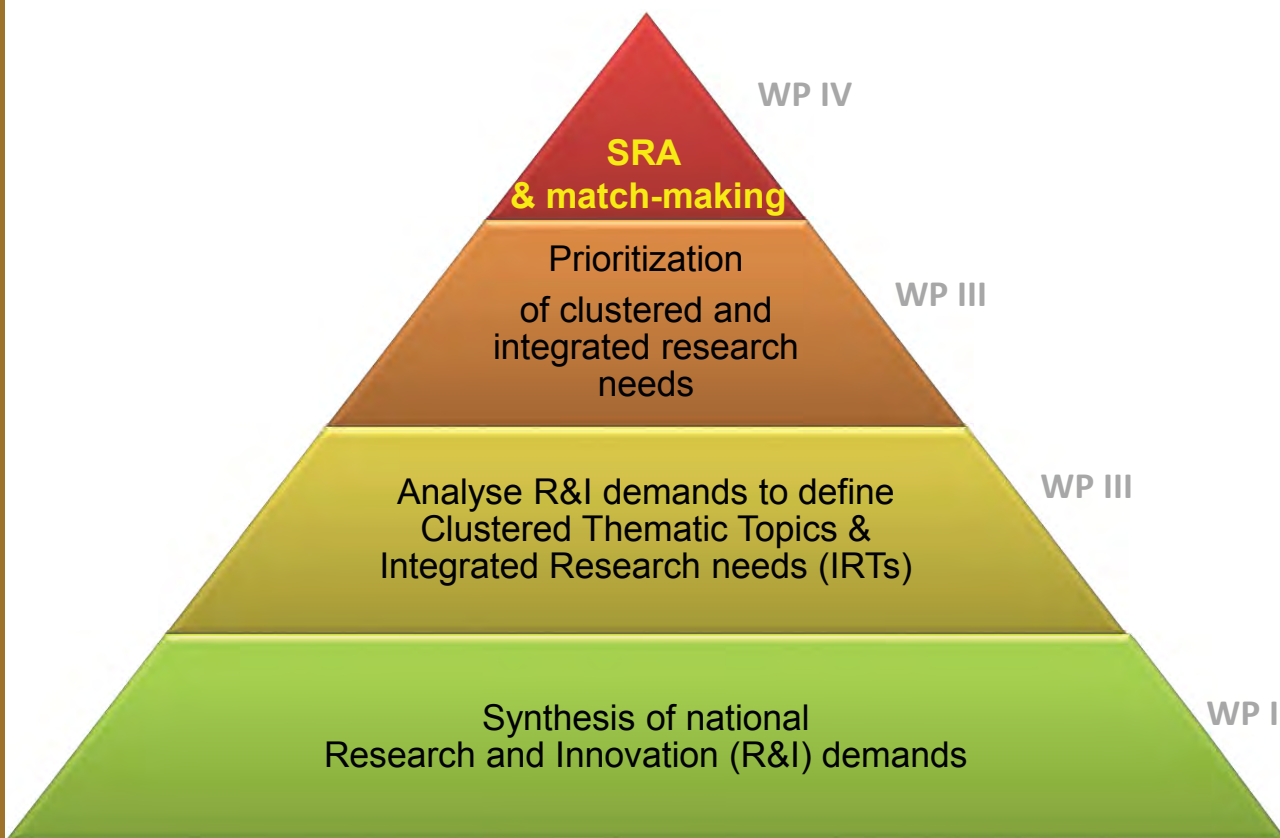 WP IV
SRA
& match-making
Prioritization
WP III
of clustered and
integrated research
needs
Analyse R&I demands to define
WP III
Clustered Thematic Topics &
Integrated Research needs (IRTs)
Synthesis of national
WP I
Research and Innovation (R&I) demands